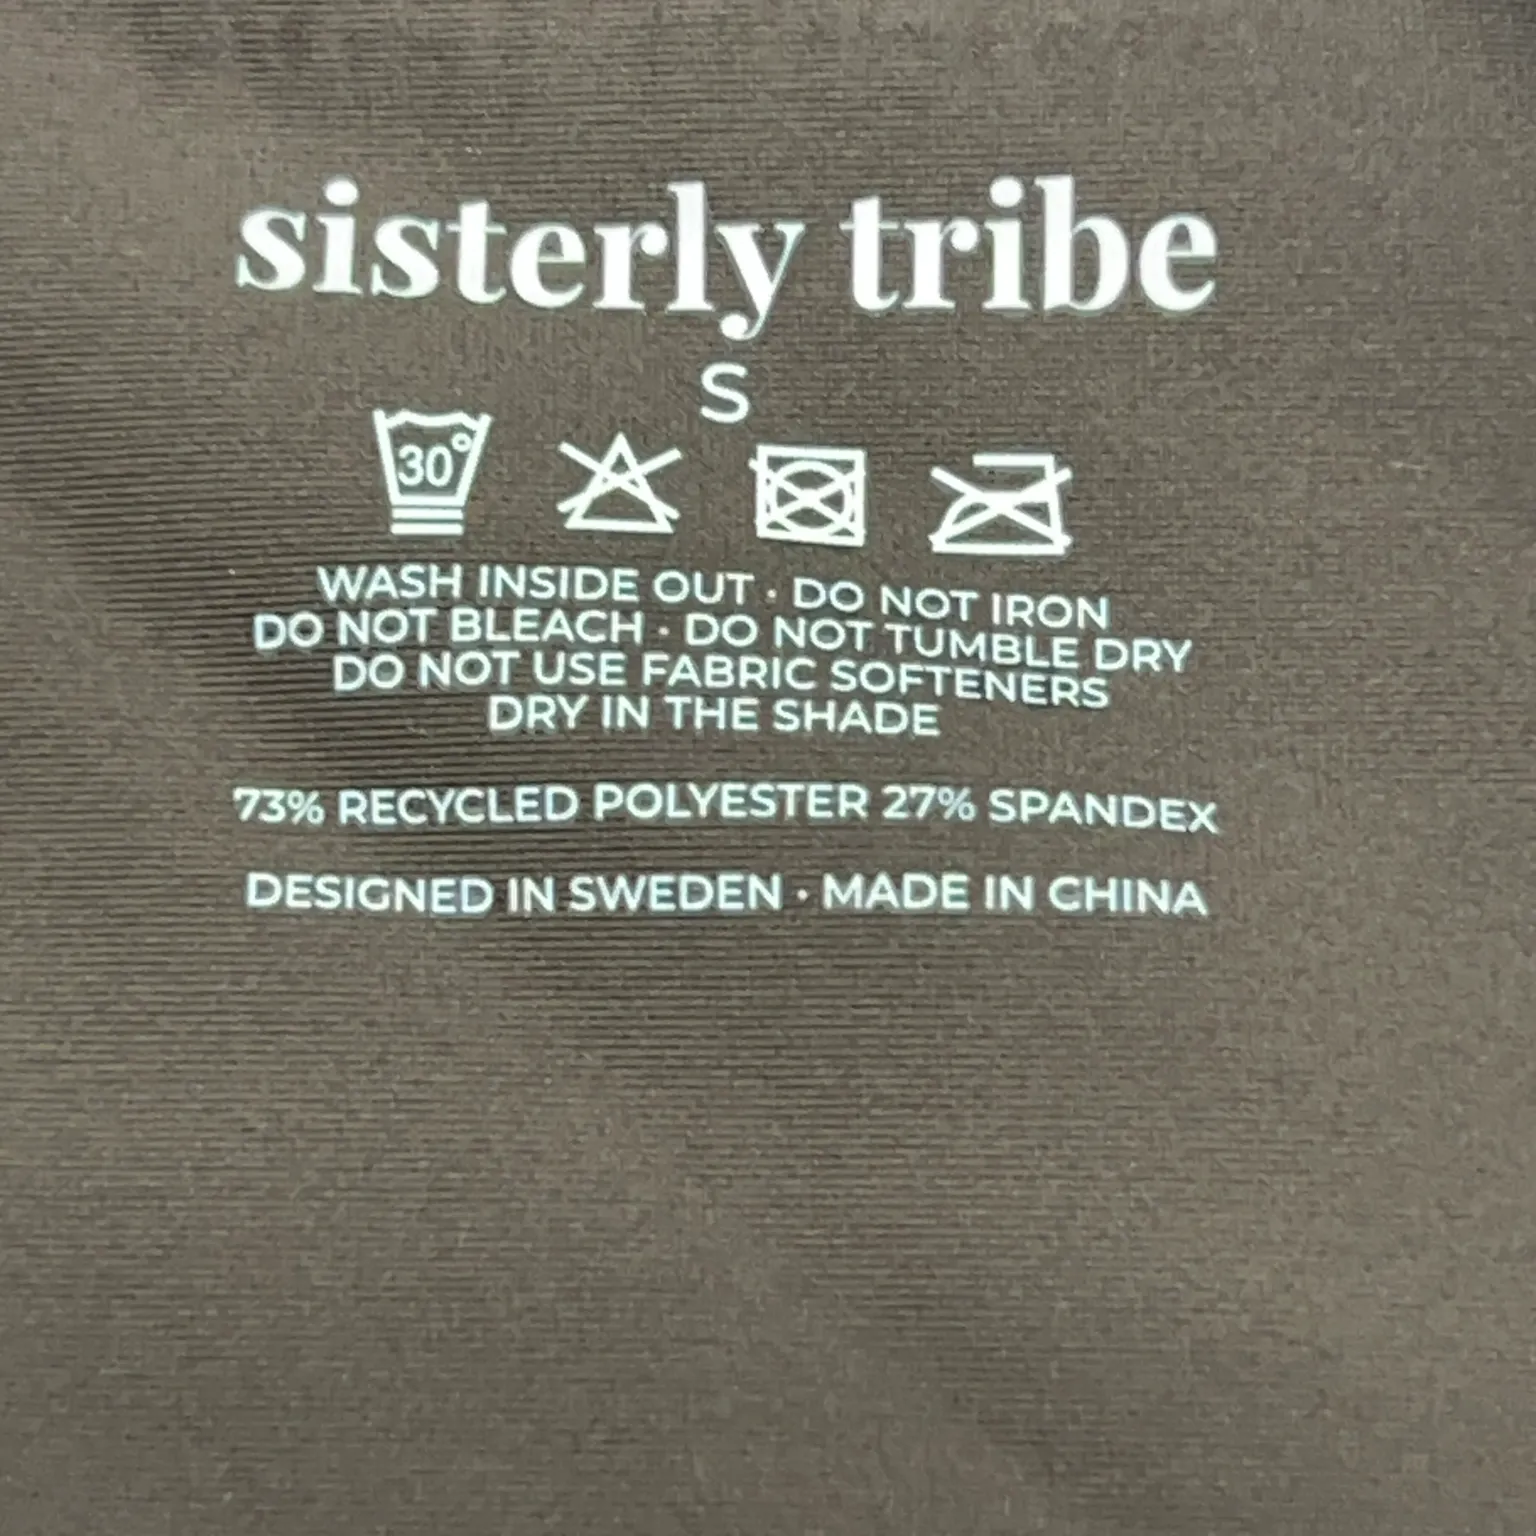 sisterly tribe
S
30°
WASH INSIDE OUT · DO NOT IRON
DO NOT BLEACH · DO NOT TUMBLE DRY
DO NOT USE FABRIC SOFTENERS
DRY IN THE SHADE
73% RECYCLED POLYESTER 27% SPANDEX
DESIGNED IN SWEDEN · MADE IN CHINA